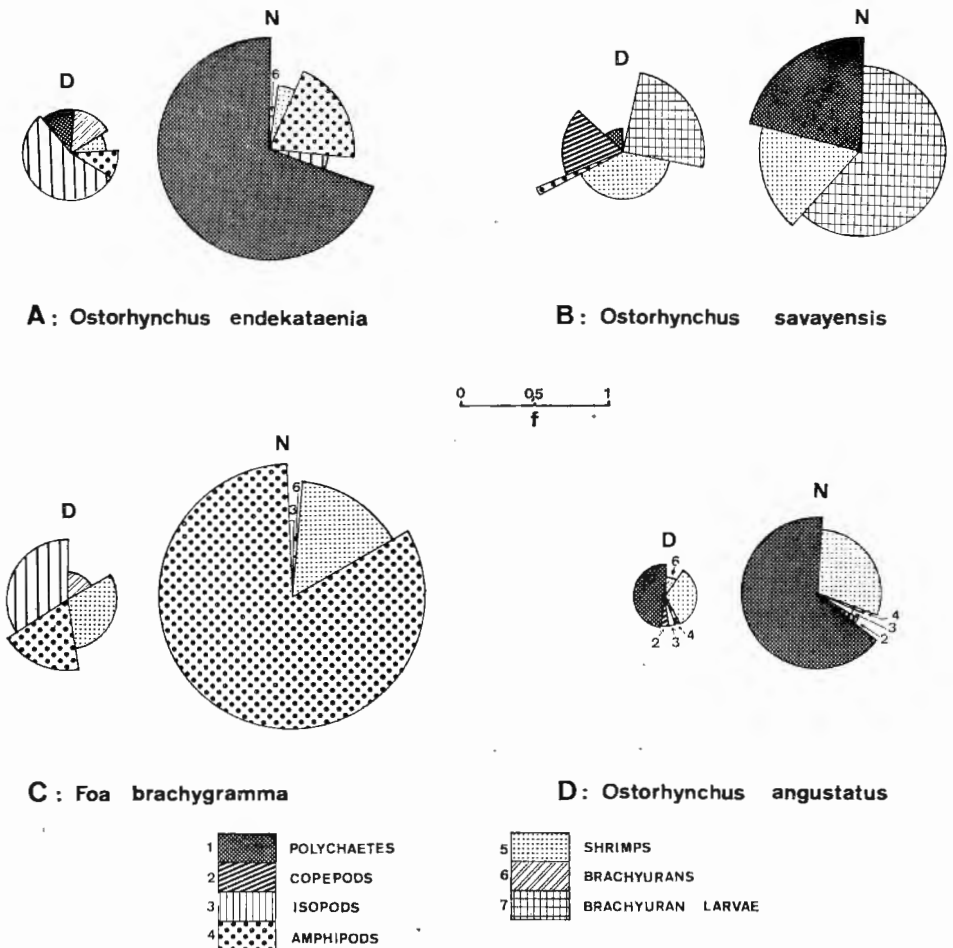 N
D
6
N
D
A : Ostorhynchus endekataenia
B : Ostorhynchus savayensis
0 0,5 1
f
N
D
6
3
N
D
6
2 3 4
4
3
2
C : Foa brachygramma
D : Ostorhynchus angustatus
1 POLYCHAETES
2 COPEPODS
3 ISOPODS
4 AMPHIPODS
5 SHRIMPS
6 BRACHYURANS
7 BRACHYURAN LARVAE